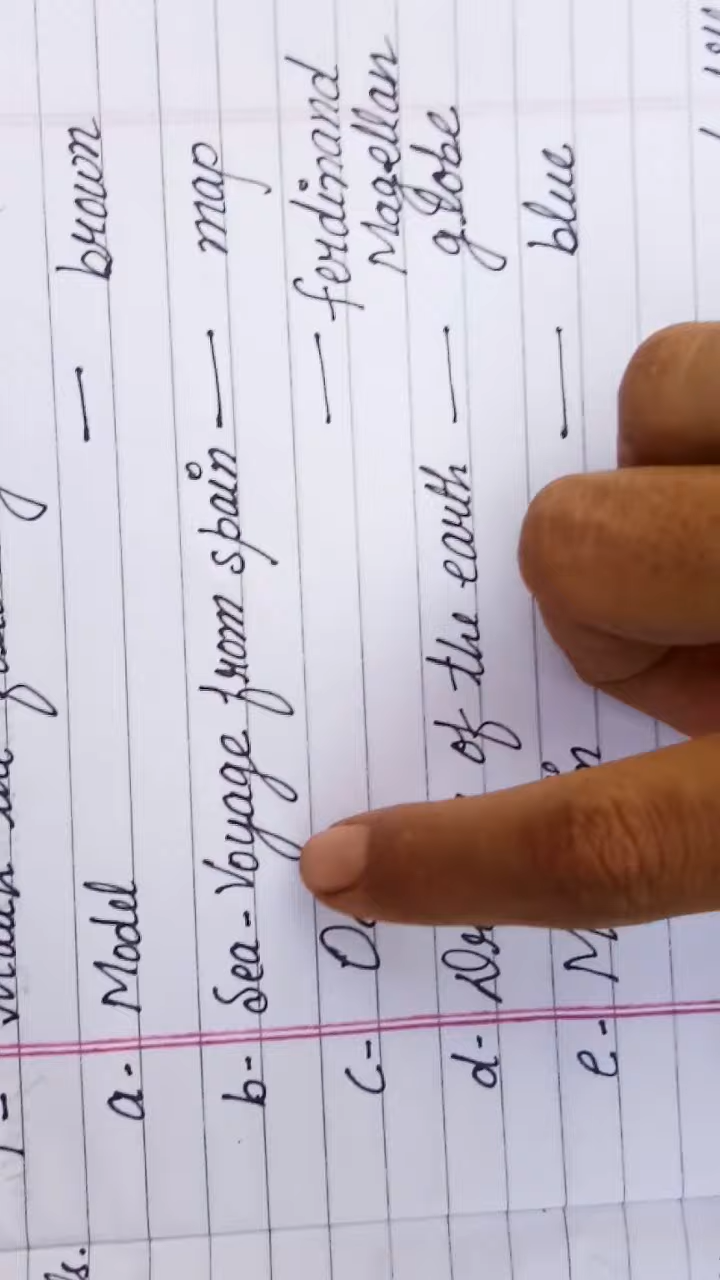 a- Model — brown
b- Sea-Voyage from spain — map
c- — ferdinand
Magellan
d- of the earth — globe
e- — blue